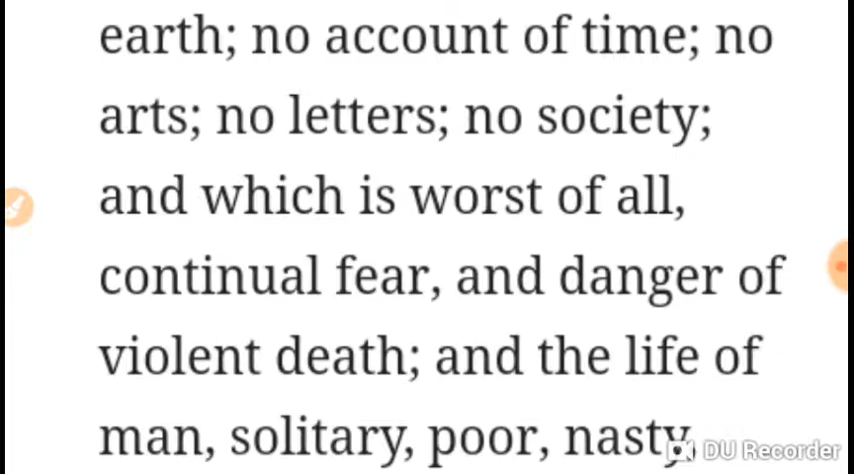 earth; no account of time; no
arts; no letters; no society;
and which is worst of all,
continual fear, and danger of
violent death; and the life of
man, solitary, poor, nasty
DU Recorder